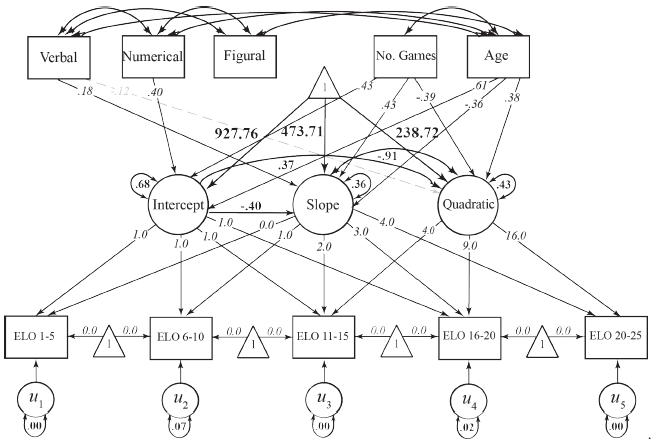 Verbal Numerical Figural No. Games Age
1
.18 -.12 .40 .43 .43 -.39 .61 -.36 .38
927.76 473.71 238.72
.37 -.91
.68 .36 .43
Intercept -.40 Slope Quadratic
1.0 1.0 1.0 1.0 0.0 1.0 2.0 3.0 4.0 4.0 9.0 16.0
ELO 1-5 0.0 0.0 ELO 6-10 0.0 0.0 ELO 11-15 0.0 0.0 ELO 16-20 0.0 0.0 ELO 20-25
1 1 1 1
u1 u2 u3 u4 u5
.00 .07 .00 .02 .00